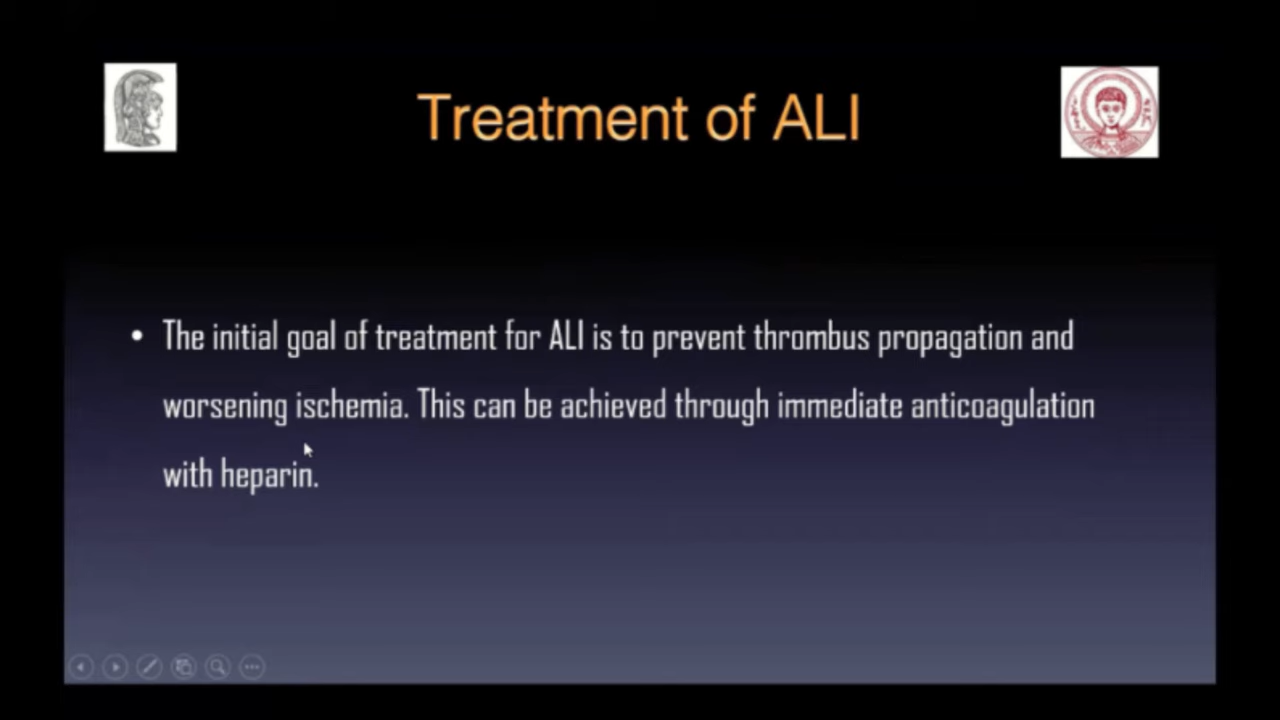 Treatment of ALI
• The initial goal of treatment for ALI is to prevent thrombus propagation and
worsening ischemia. This can be achieved through immediate anticoagulation
with heparin.